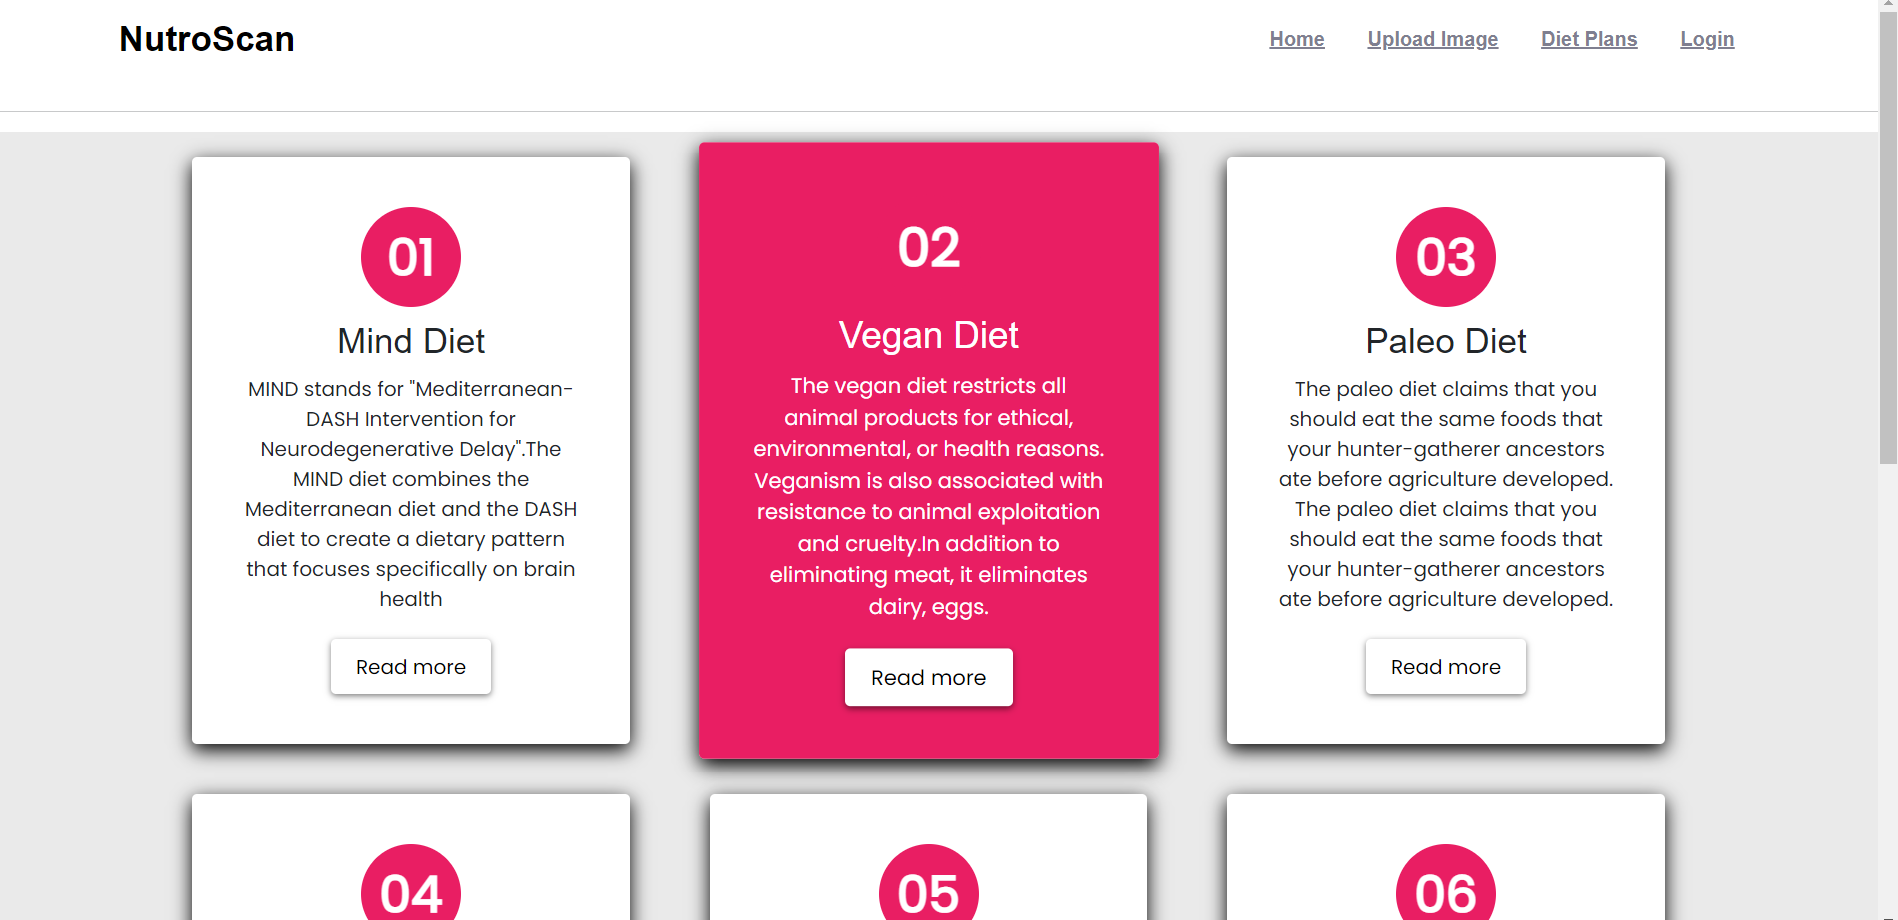 NutroScan
Home Upload Image Diet Plans Login
01
Mind Diet
MIND stands for "Mediterranean-
DASH Intervention for
Neurodegenerative Delay".The
MIND diet combines the
Mediterranean diet and the DASH
diet to create a dietary pattern
that focuses specifically on brain
health
Read more
02
Vegan Diet
The vegan diet restricts all
animal products for ethical,
environmental, or health reasons.
Veganism is also associated with
resistance to animal exploitation
and cruelty.In addition to
eliminating meat, it eliminates
dairy, eggs.
Read more
03
Paleo Diet
The paleo diet claims that you
should eat the same foods that
your hunter-gatherer ancestors
ate before agriculture developed.
The paleo diet claims that you
should eat the same foods that
your hunter-gatherer ancestors
ate before agriculture developed.
Read more
04
05
06